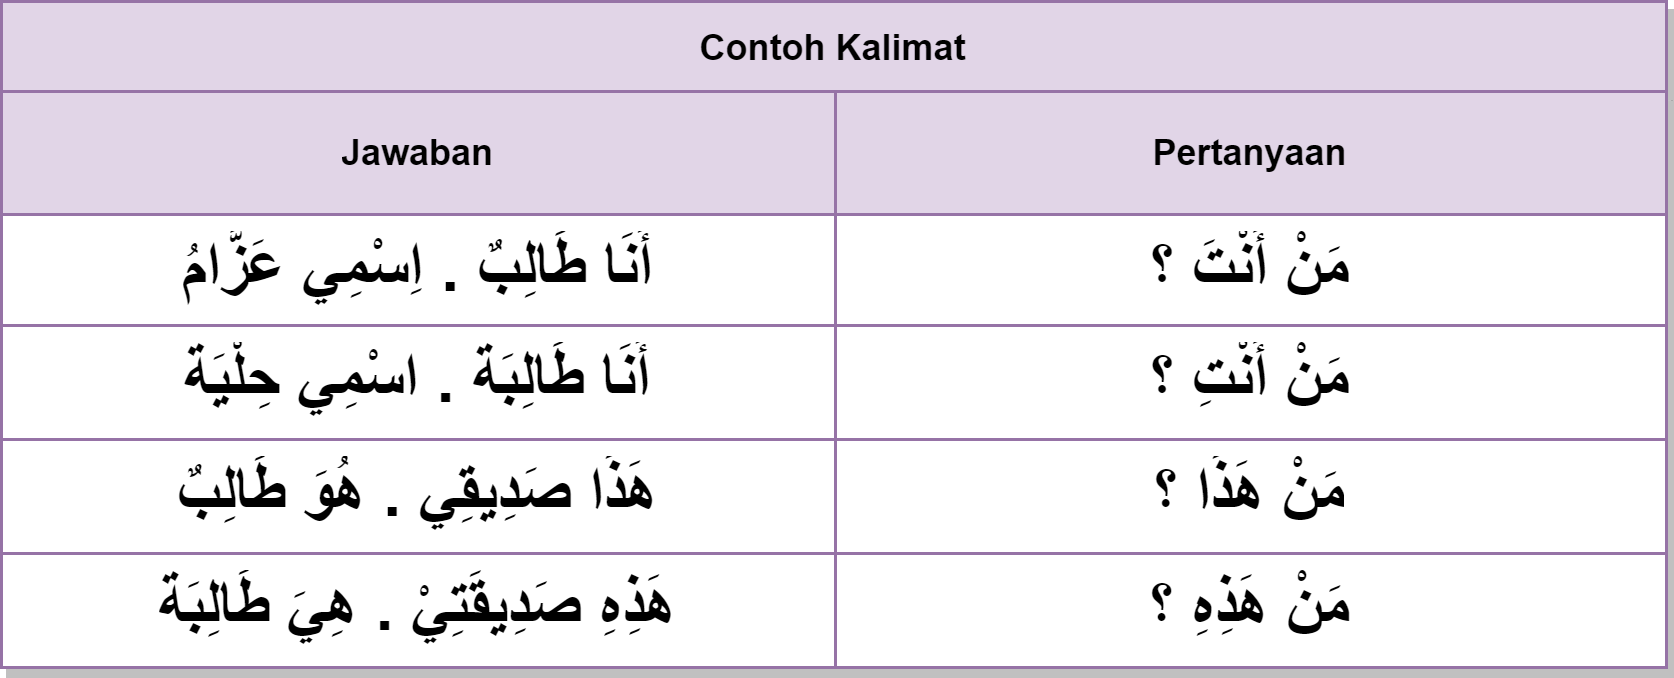 Contoh Kalimat
Jawaban
Pertanyaan
مَنْ أَنْتَ ؟
أَنَا طَالِبٌ . اِسْمِي عَزَّامُ
مَنْ أَنْتِ ؟
أَنَا طَالِبَة . اسْمِي حِلْيَة
مَنْ هَذَا ؟
هَذَا صَدِيقِي . هُوَ طَالِبٌ
مَنْ هَذِهِ ؟
هَذِهِ صَدِيقَتِيْ . هِيَ طَالِبَة